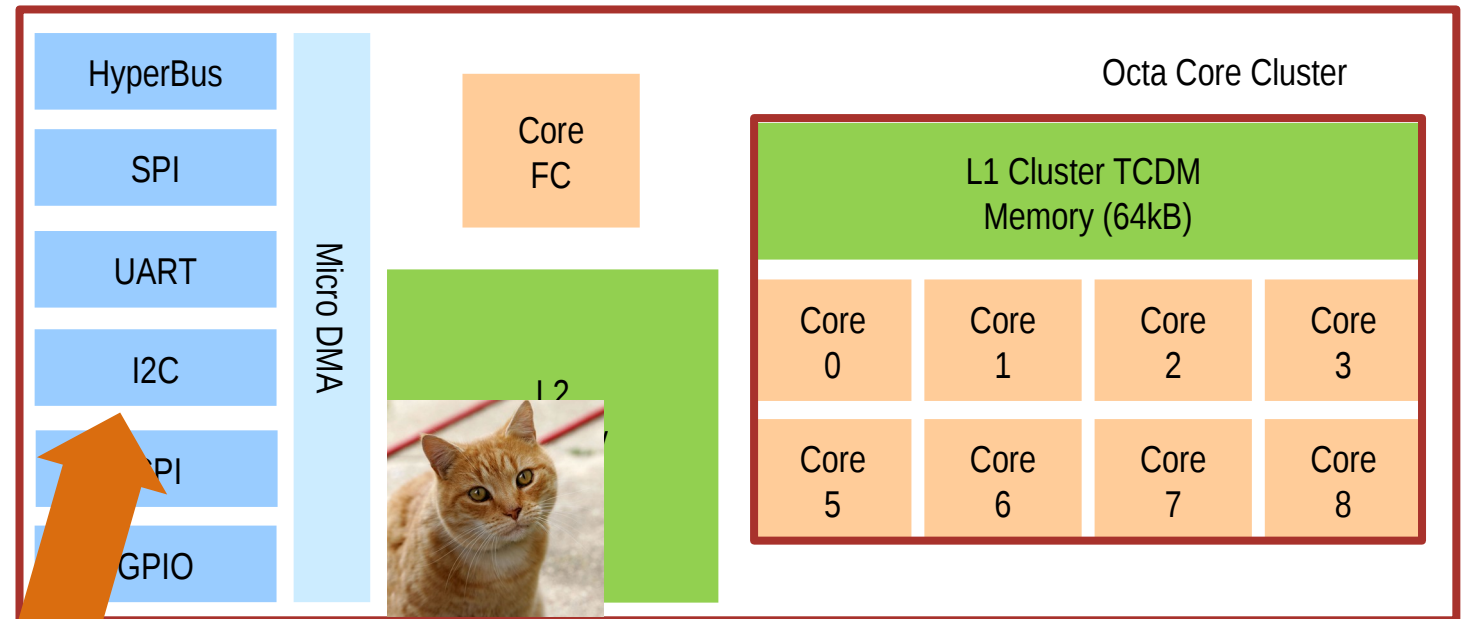 HyperBus
SPI
UART
I2C
GPIO
Micro DMA
Core
FC
L2
Octa Core Cluster
L1 Cluster TCDM
Memory (64kB)
Core
0
Core
1
Core
2
Core
3
Core
5
Core
6
Core
7
Core
8